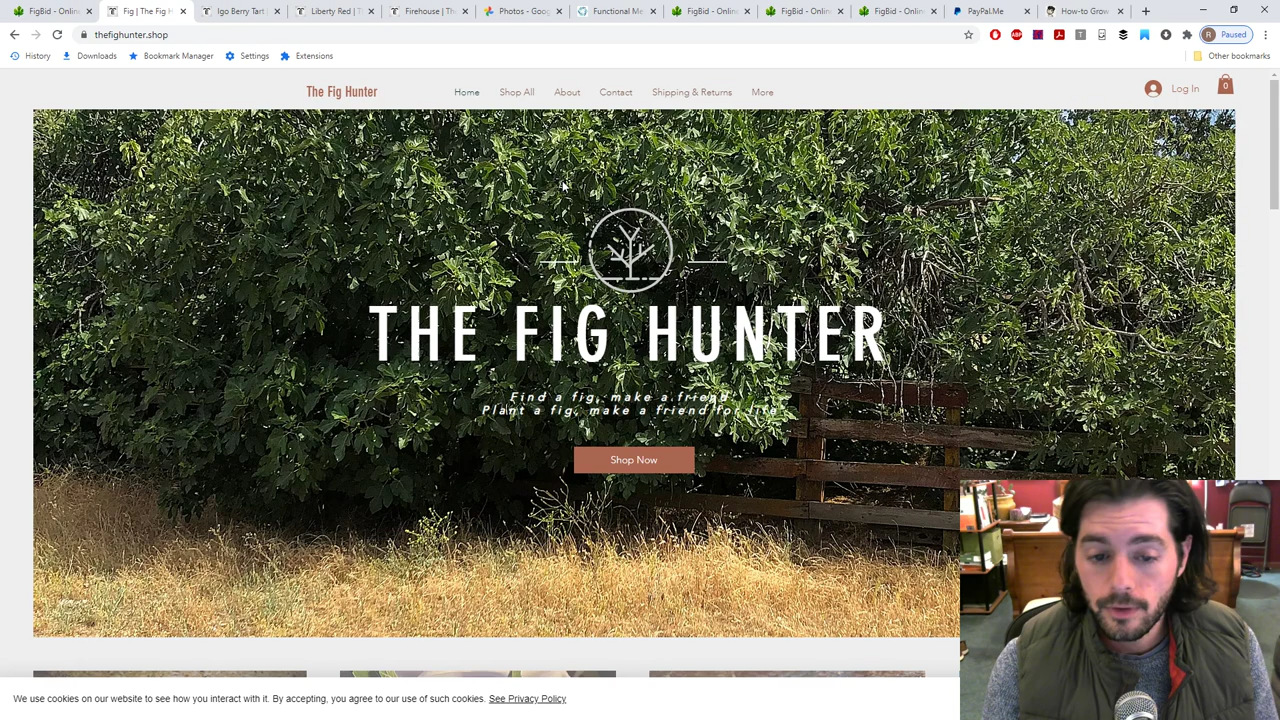 FigBid - Online
Fig | The Fig H
Igo Berry Tart |
Liberty Red | T
Firehouse | The
Photos - Goog
Functional Me
FigBid - Onlin
FigBid - Onlin
FigBid - Onlin
PayPal.Me
How-to Grow
thefighunter.shop
R Paused
History Downloads Bookmark Manager Settings Extensions Other bookmarks
The Fig Hunter Home Shop All About Contact Shipping & Returns More Log In 0
THE FIG HUNTER
Find a fig, make a friend
Plant a fig, make a friend for life
Shop Now
We use cookies on our website to see how you interact with it. By accepting, you agree to our use of such cookies. See Privacy Policy